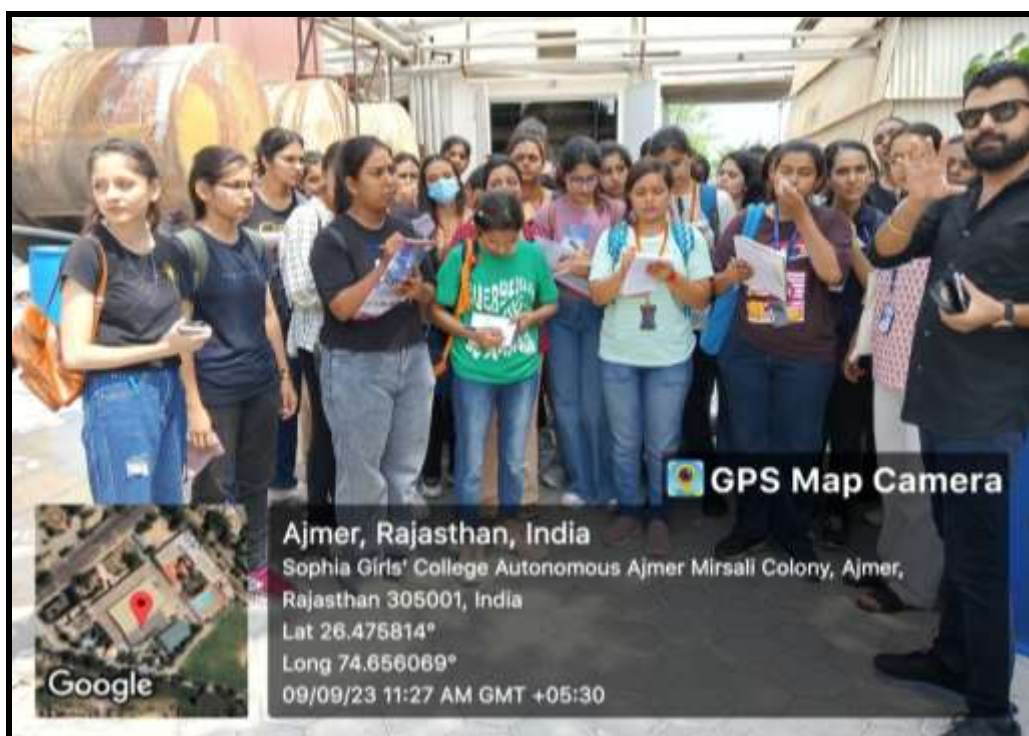 GPS Map Camera
Ajmer, Rajasthan, India
Sophia Girls' College Autonomous Ajmer Mirsali Colony, Ajmer,
Rajasthan 305001, India
Lat 26.475814°
Long 74.656069°
09/09/23 11:27 AM GMT +05:30
Google